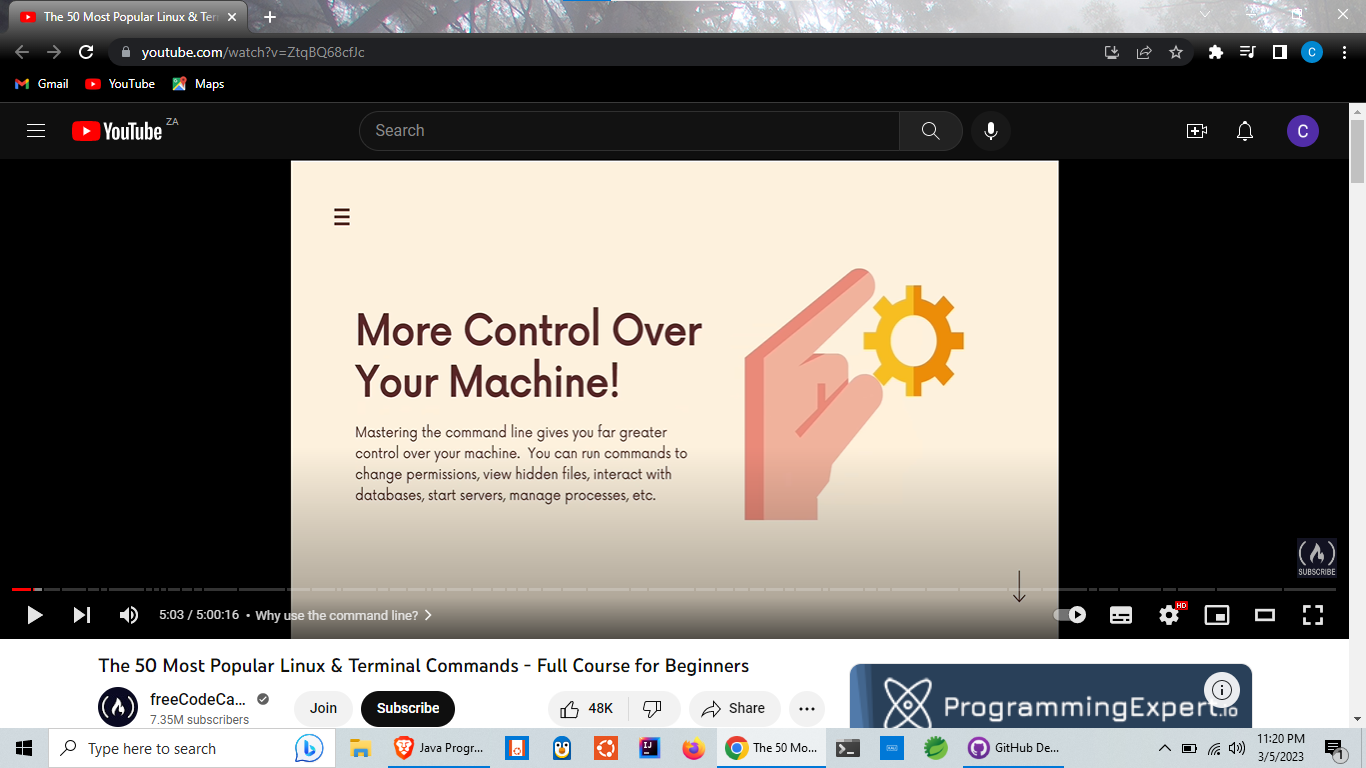 The 50 Most Popular Linux & Ter
youtube.com/watch?v=ZtqBQ68cfJc
C
Gmail
YouTube
Maps
YouTube ZA
Search
C
More Control Over
Your Machine!
Mastering the command line gives you far greater
control over your machine. You can run commands to
change permissions, view hidden files, interact with
databases, start servers, manage processes, etc.
SUBSCRIBE
5:03 / 5:00:16 • Why use the command line?
HD
The 50 Most Popular Linux & Terminal Commands - Full Course for Beginners
freeCodeCa...
7.35M subscribers
Join
Subscribe
48K
Share
ProgrammingExpert.io
Type here to search
Java Progr...
IJ
The 50 Mo...
GitHub De...
11:20 PM
3/5/2023
1